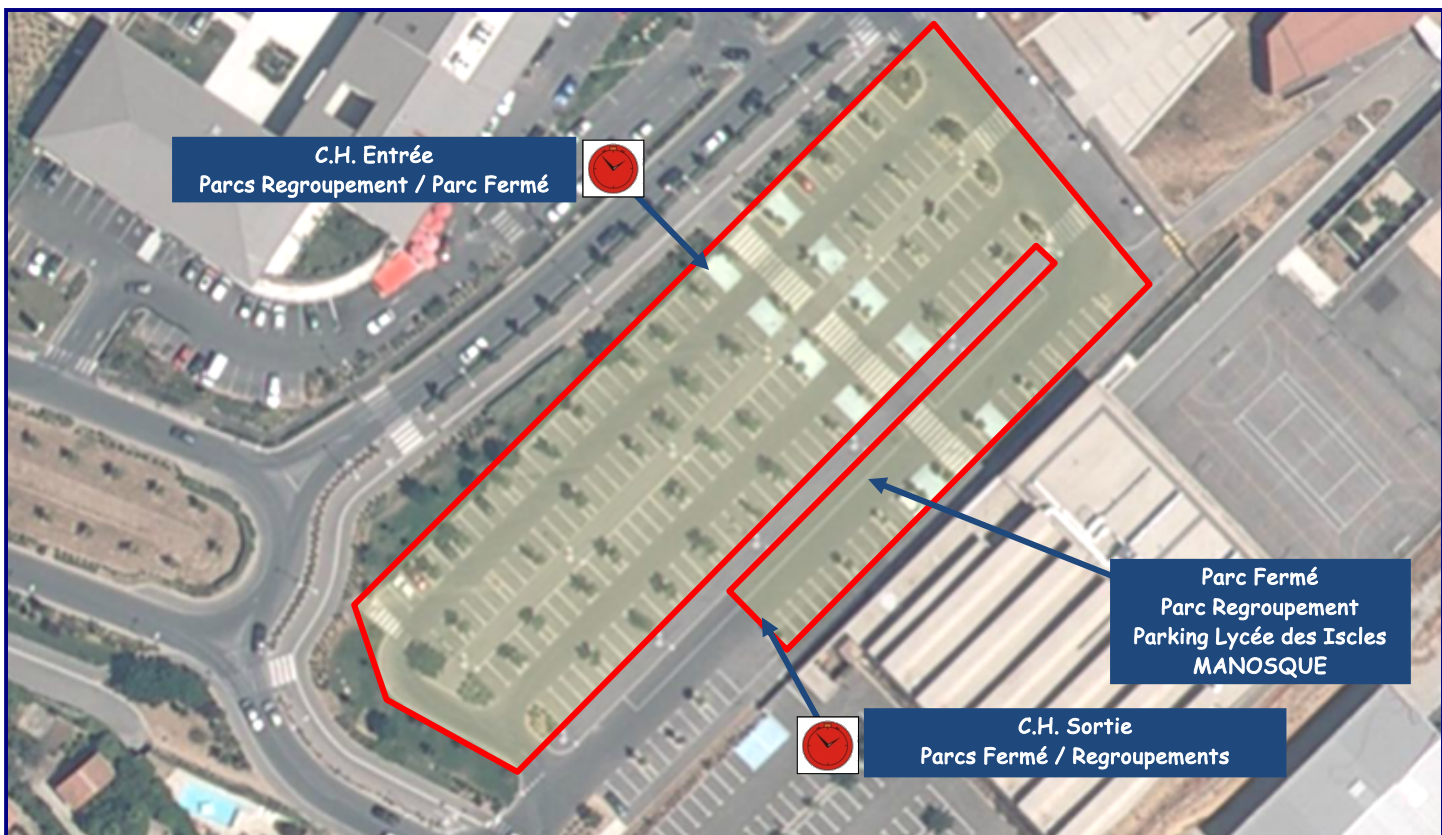 C.H. Entrée
Parcs Regroupement / Parc Fermé
Parc Fermé
Parc Regroupement
Parking Lycée des Iscles
MANOSQUE
C.H. Sortie
Parcs Fermé / Regroupements